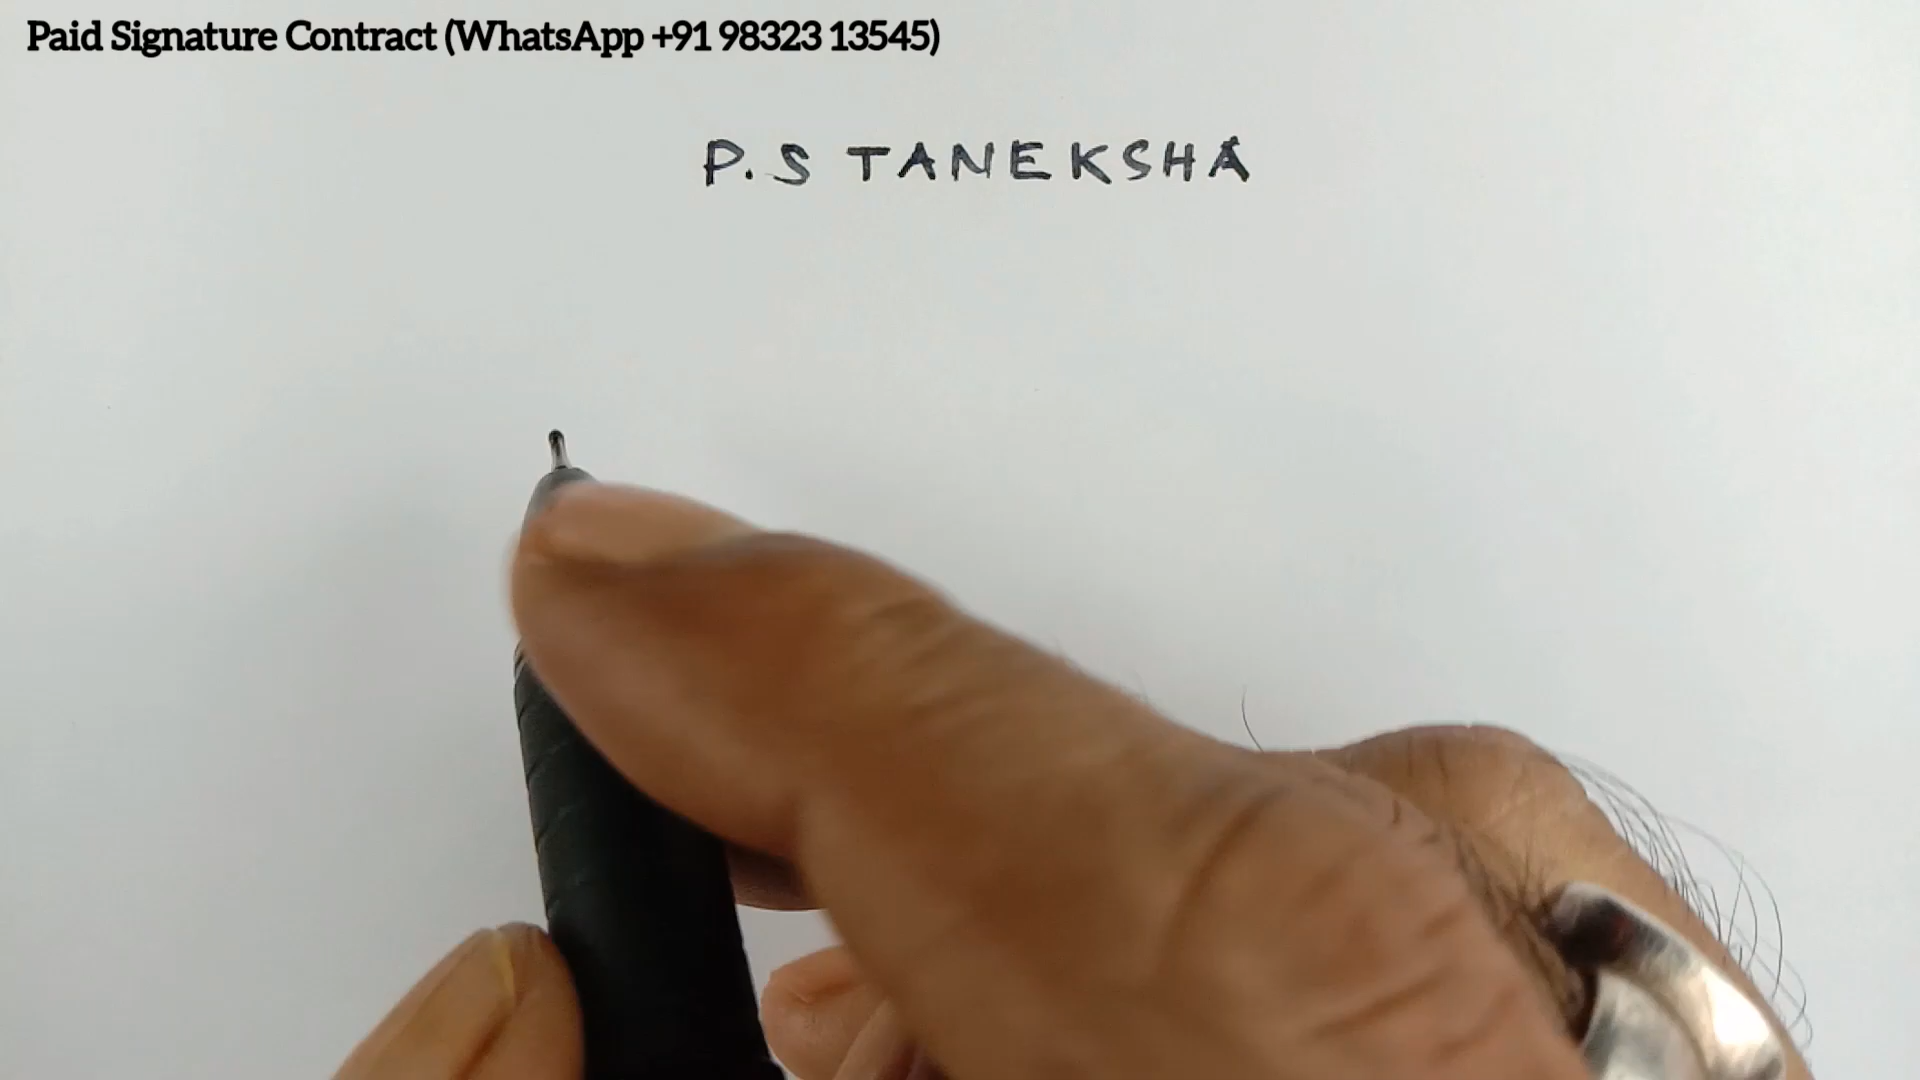 Paid Signature Contract (WhatsApp +91 98323 13545)
P.S TANEKSHA